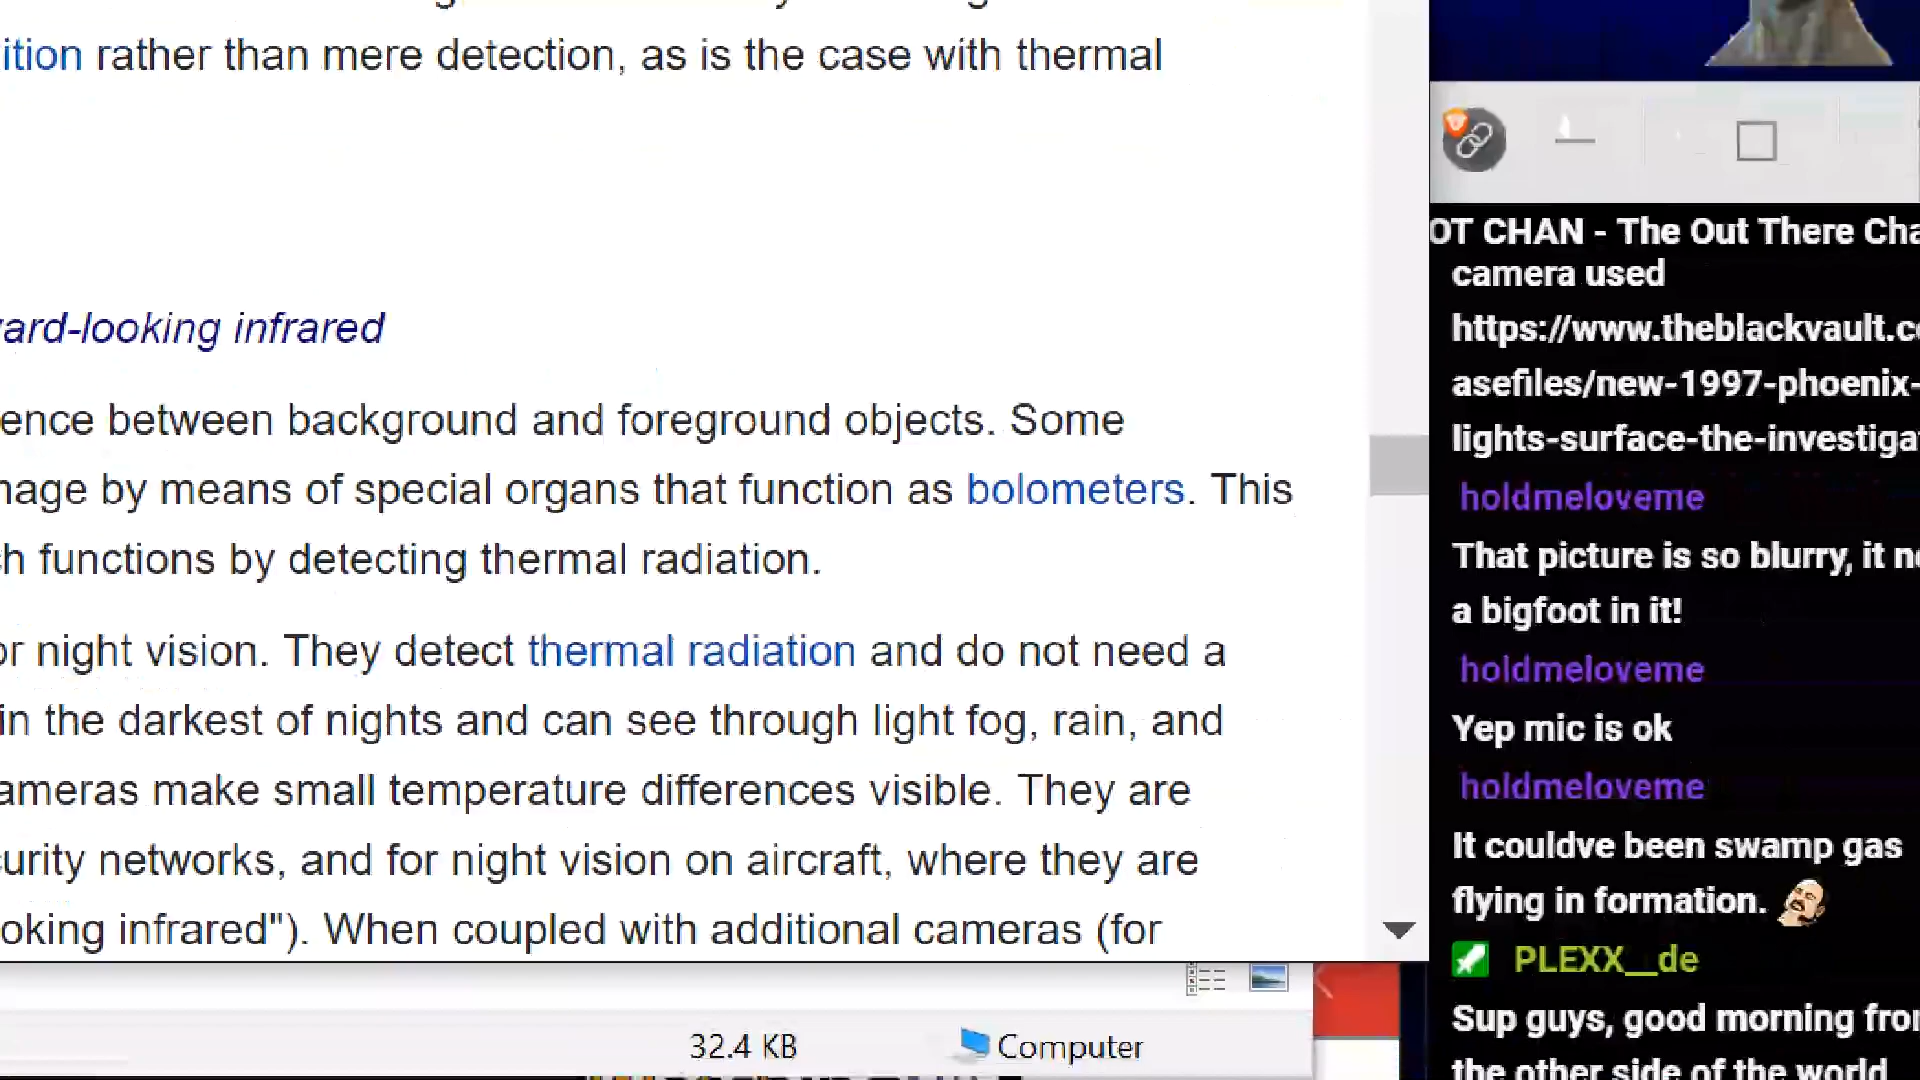 ition rather than mere detection, as is the case with thermal
ard-looking infrared
ence between background and foreground objects. Some
nage by means of special organs that function as bolometers. This
ch functions by detecting thermal radiation.
or night vision. They detect thermal radiation and do not need a
in the darkest of nights and can see through light fog, rain, and
ameras make small temperature differences visible. They are
curity networks, and for night vision on aircraft, where they are
oking infrared"). When coupled with additional cameras (for
32.4 KB
Computer
OT CHAN - The Out There Cha
camera used
https://www.theblackvault.c
asefiles/new-1997-phoenix-
lights-surface-the-investiga
holdmeloveme
That picture is so blurry, it n
a bigfoot in it!
holdmeloveme
Yep mic is ok
holdmeloveme
It couldve been swamp gas
flying in formation.
PLEXX__de
Sup guys, good morning fro
the other side of the world